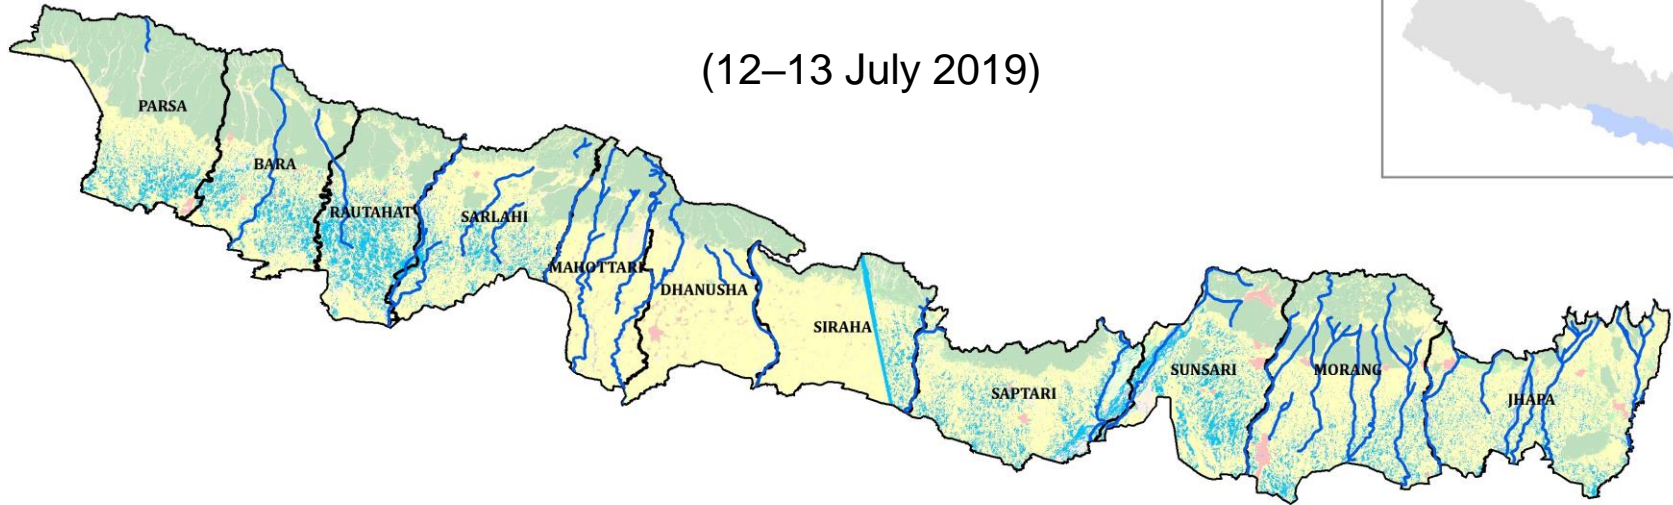 (12–13 July 2019)
PARSA
BARA
RAUTAHAT
SARLAHI
MAHOTTARI
DHANUSHA
SIRAHA
SAPTARI
SUNSARI
MORANG
JHAPA